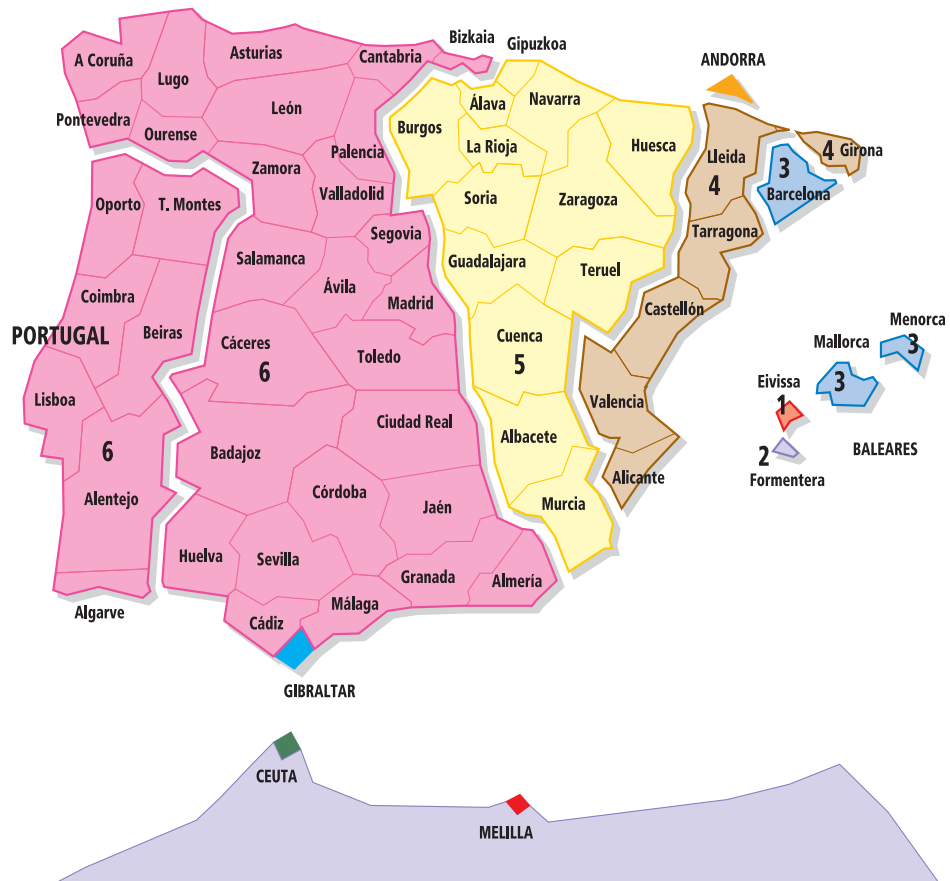 Bizkaia
Gipuzkoa
A Coruña
Asturias
Cantabria
ANDORRA
Lugo
León
Álava
Navarra
Pontevedra
Ourense
Burgos
La Rioja
Huesca
Palencia
Lleida
4
4 Girona
3
Barcelona
Zamora
Valladolid
Soria
Zaragoza
Oporto
T. Montes
Segovia
Tarragona
Salamanca
Guadalajara
Teruel
Ávila
Coimbra
Madrid
Castellón
PORTUGAL
Beiras
Cáceres
6
Toledo
Cuenca
5
Menorca
3
Mallorca
3
Eivissa
1
Lisboa
Valencia
Ciudad Real
Albacete
6
Badajoz
BALEARES
2
Formentera
Alentejo
Córdoba
Jaén
Murcia
Alicante
Huelva
Sevilla
Granada
Almería
Algarve
Cádiz
Málaga
GIBRALTAR
CEUTA
MELILLA